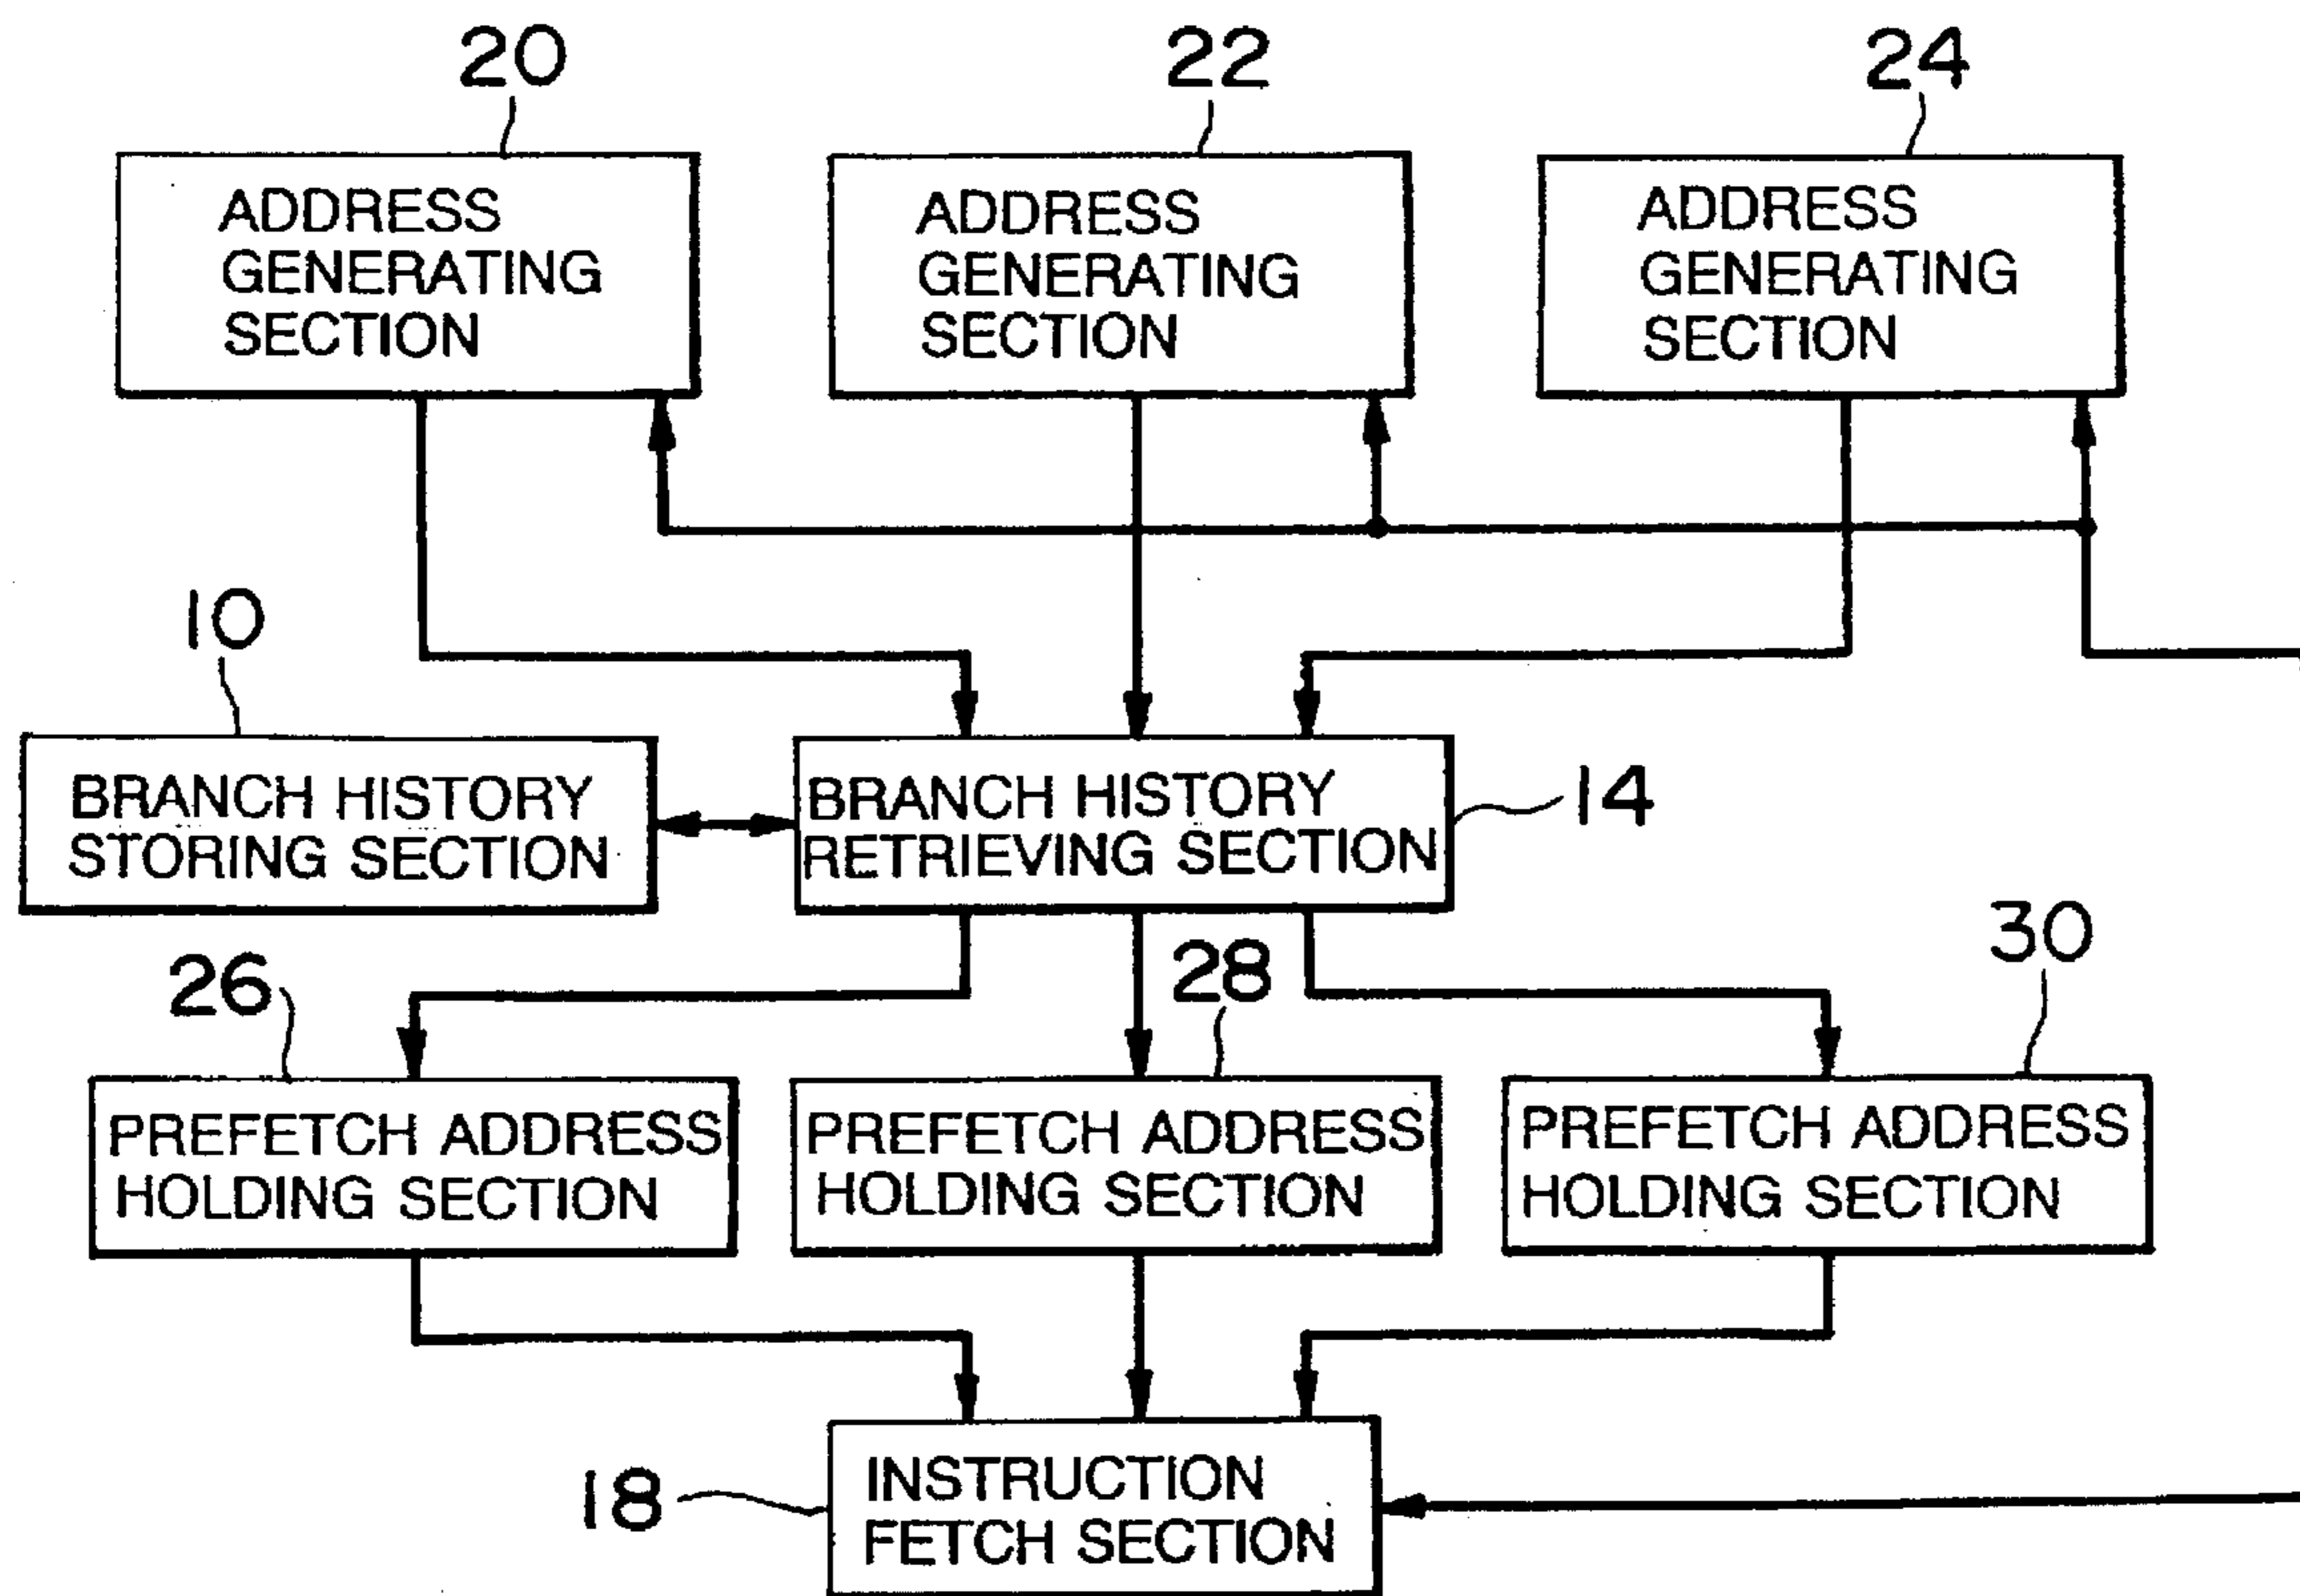 20
22
24
ADDRESS
GENERATING
SECTION
ADDRESS
GENERATING
SECTION
ADDRESS
GENERATING
SECTION
10
BRANCH HISTORY
STORING SECTION
BRANCH HISTORY
RETRIEVING SECTION
14
26
28
30
PREFETCH ADDRESS
HOLDING SECTION
PREFETCH ADDRESS
HOLDING SECTION
PREFETCH ADDRESS
HOLDING SECTION
18
INSTRUCTION
FETCH SECTION